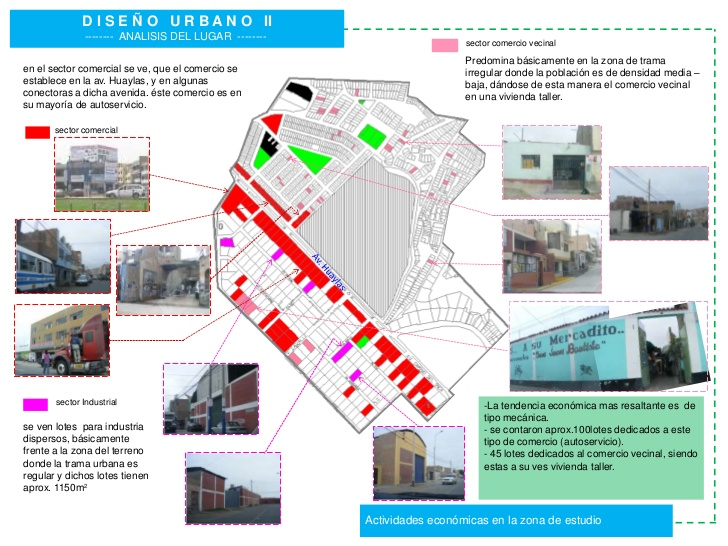 DISEÑO URBANO II
-------- ANALISIS DEL LUGAR --------
en el sector comercial se ve, que el comercio se
establece en la av. Huaylas, y en algunas
conectoras a dicha avenida. éste comercio es en
su mayoría de autoservicio.
sector comercial
sector comercio vecinal
Predomina básicamente en la zona de trama
irregular donde la población es de densidad media –
baja, dándose de esta manera el comercio vecinal
en una vivienda taller.
Av. Huaylas
A SU Mercadito..
"San Juan Bautista"
sector Industrial
se ven lotes para industria
dispersos, básicamente
frente a la zona del terreno
donde la trama urbana es
regular y dichos lotes tienen
aprox. 1150m²
-La tendencia económica mas resaltante es de
tipo mecánica.
- se contaron aprox.100lotes dedicados a este
tipo de comercio (autoservicio).
- 45 lotes dedicados al comercio vecinal, siendo
estas a su ves vivienda taller.
Actividades económicas en la zona de estudio